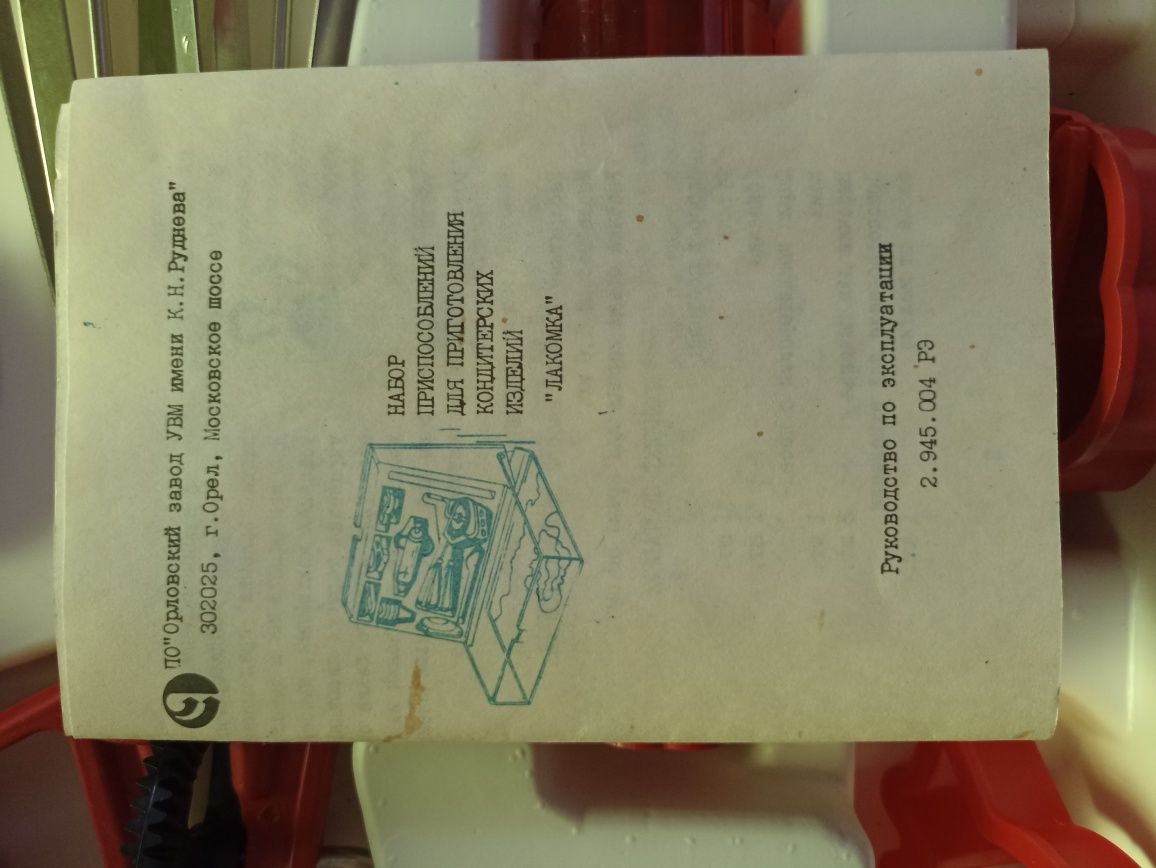 ПО"Орловский завод УВМ имени К.Н.Руднева"
302025, г.Орел, Московское шоссе
НАБОР
ПРИСПОСОБЛЕНИЙ
ДЛЯ ПРИГОТОВЛЕНИЯ
КОНДИТЕРСКИХ
ИЗДЕЛИЙ
"ЛАКОМКА"
Руководство по эксплуатации
2.945.004 РЭ